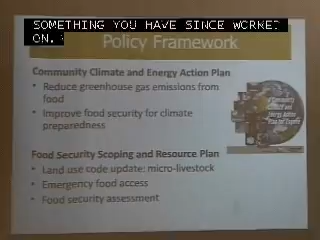 SOMETHING YOU HAVE SINCE WORKED
ON.
Policy Framework
Community Climate and Energy Action Plan
• Reduce greenhouse gas emissions from
food
• Improve food security for climate
preparedness
Food Security Scoping and Resource Plan
• Land use code update: micro-livestock
• Emergency food access
• Food security assessment